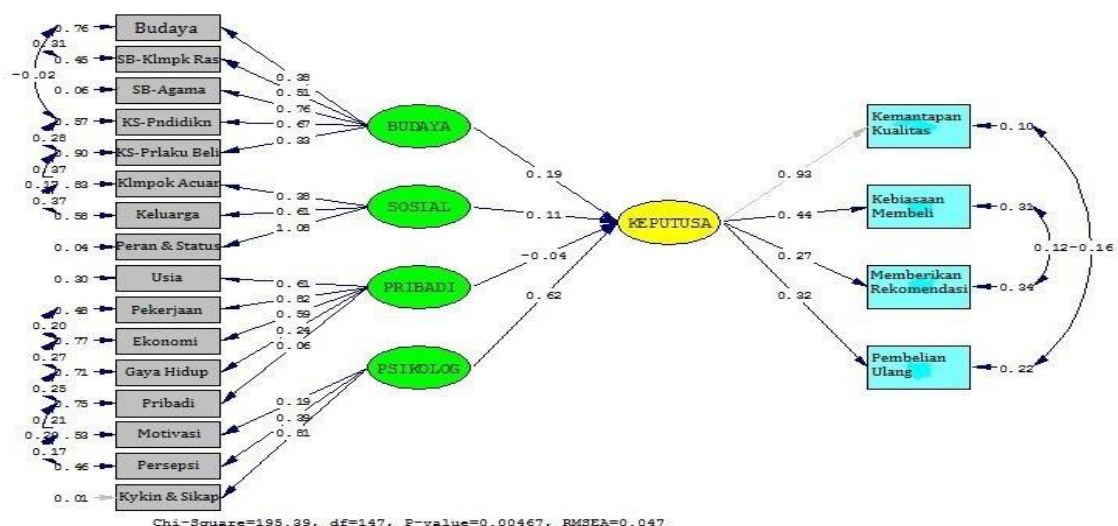 0.76
Budaya
0.31
0.45
SB-Klmpk Ras
-0.02
0.06
SB-Agama
0.57
KS-Pndidikn
0.28
0.90
KS-Prlaku Beli
0.37
0.17
0.83
Klmpok Acuan
0.37
0.58
Keluarga
0.04
Peran & Status
0.30
Usia
0.48
Pekerjaan
0.20
0.77
Ekonomi
0.27
0.71
Gaya Hidup
0.25
0.75
Pribadi
0.21
0.53
Motivasi
0.17
0.46
Persepsi
0.01
Kykin & Sikap
0.38
0.51
0.76
0.67
0.33
0.38
0.61
1.08
0.61
0.82
0.59
0.24
0.06
0.19
0.39
0.81
BUDAYA
SOSIAL
PRIBADI
PSIKOLOG
0.19
0.11
-0.04
0.62
KEPUTUSA
0.93
0.44
0.27
0.32
Kemantapan
Kualitas
0.10
Kebiasaan
Membeli
0.31
Memberikan
Rekomendasi
0.34
Pembelian
Ulang
0.22
0.12
-0.16
Chi-Square=195.39, df=147, P-value=0.00467, RMSEA=0.047